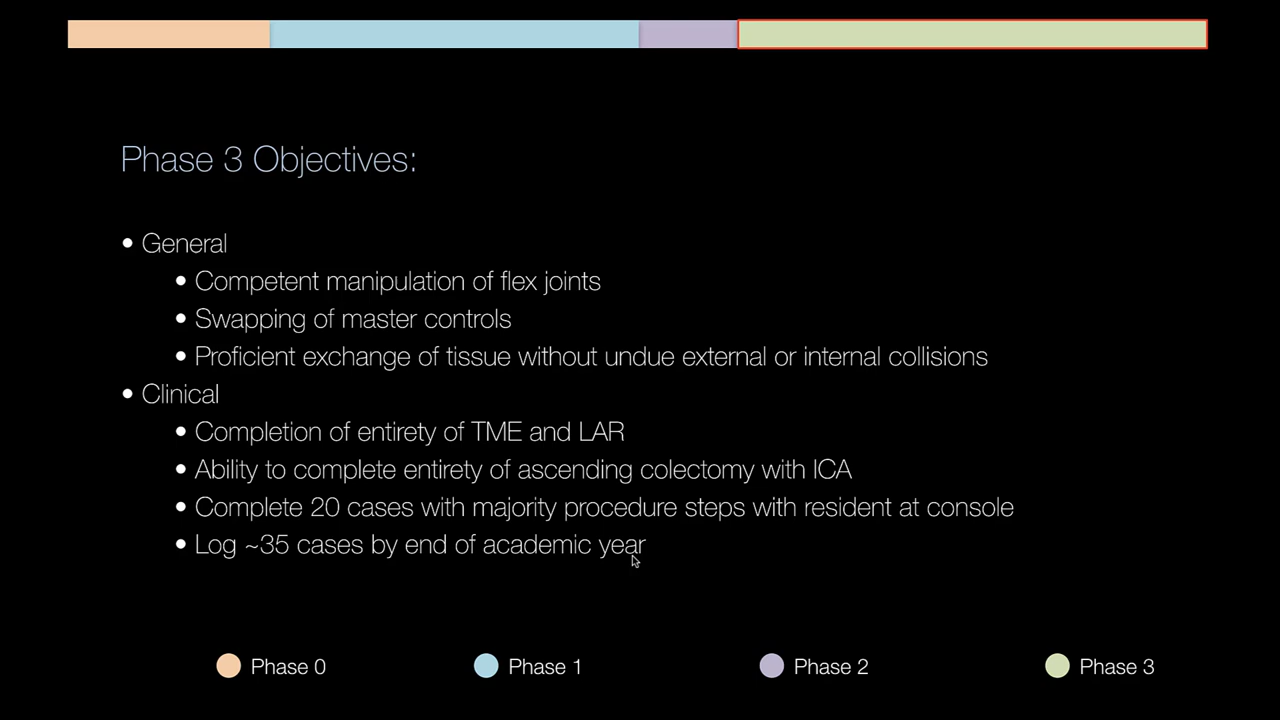 Phase 3 Objectives:
• General
• Competent manipulation of flex joints
• Swapping of master controls
• Proficient exchange of tissue without undue external or internal collisions
• Clinical
• Completion of entirety of TME and LAR
• Ability to complete entirety of ascending colectomy with ICA
• Complete 20 cases with majority procedure steps with resident at console
• Log ~35 cases by end of academic year
Phase 0
Phase 1
Phase 2
Phase 3